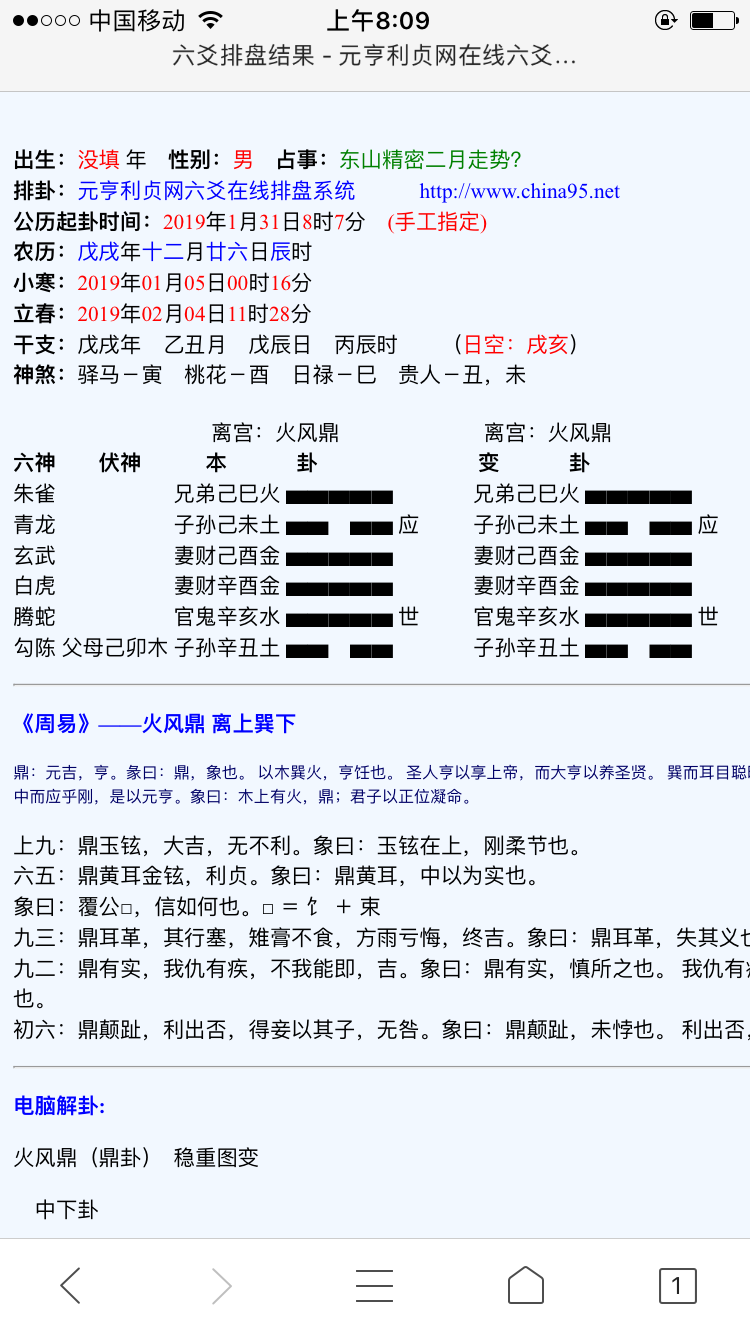 中国移动 上午8:09
六爻排盘结果 - 元亨利贞网在线六爻...
出生：没填 年 性别：男 占事：东山精密二月走势?
排卦：元亨利贞网六爻在线排盘系统 http://www.china95.net
公历起卦时间：2019年1月31日8时7分 (手工指定)
农历：戊戌年十二月廿六日辰时
小寒：2019年01月05日00时16分
立春：2019年02月04日11时28分
干支：戊戌年 乙丑月 戊辰日 丙辰时 （日空：戌亥）
神煞：驿马－寅 桃花－酉 日禄－巳 贵人－丑，未
离宫：火风鼎 离宫：火风鼎
六神 伏神 本 卦 变 卦
朱雀 兄弟己巳火 兄弟己巳火
青龙 子孙己未土 应 子孙己未土 应
玄武 妻财己酉金 妻财己酉金
白虎 妻财辛酉金 妻财辛酉金
腾蛇 官鬼辛亥水 世 官鬼辛亥水 世
勾陈 父母己卯木 子孙辛丑土 子孙辛丑土
《周易》——火风鼎 离上巽下
鼎：元吉，亨。彖曰：鼎，象也。 以木巽火，亨饪也。 圣人亨以享上帝，而大亨以养圣贤。 巽而耳目聪
中而应乎刚，是以元亨。象曰：木上有火，鼎；君子以正位凝命。
上九：鼎玉铉，大吉，无不利。象曰：玉铉在上，刚柔节也。
六五：鼎黄耳金铉，利贞。象曰：鼎黄耳，中以为实也。
象曰：覆公□，信如何也。□ ＝ 饣 ＋ 束
九三：鼎耳革，其行塞，雉膏不食，方雨亏悔，终吉。象曰：鼎耳革，失其义也
九二：鼎有实，我仇有疾，不我能即，吉。象曰：鼎有实，慎所之也。 我仇有疾
也。
初六：鼎颠趾，利出否，得妾以其子，无咎。象曰：鼎颠趾，未悖也。 利出否，
电脑解卦:
火风鼎（鼎卦） 稳重图变
中下卦
1